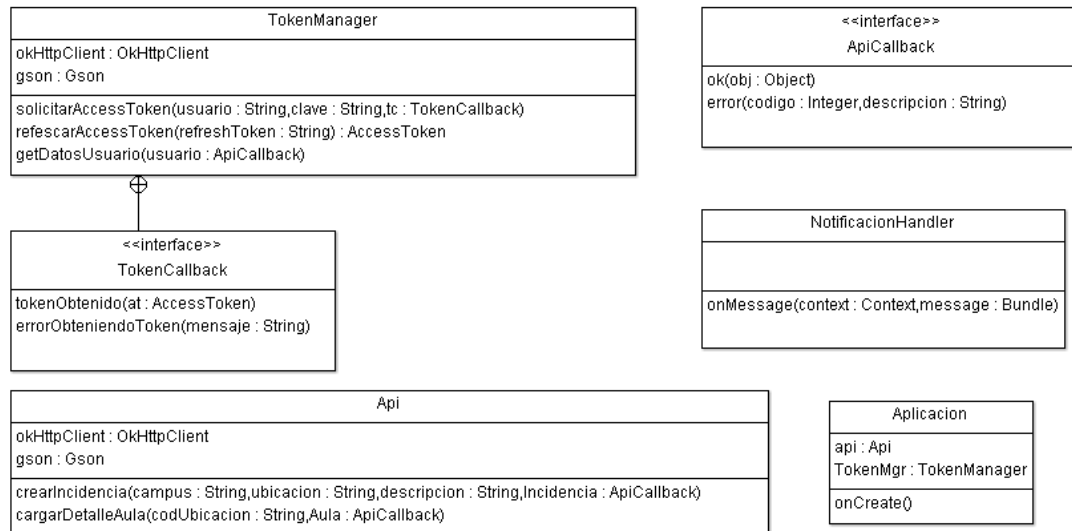 TokenManager
okHttpClient : OkHttpClient
gson : Gson
solicitarAccessToken(usuario : String,clave : String,tc : TokenCallback)
refescarAccessToken(refreshToken : String) : AccessToken
getDatosUsuario(usuario : ApiCallback)
<<interface>>
ApiCallback
ok(obj : Object)
error(codigo : Integer,descripcion : String)
<<interface>>
TokenCallback
tokenObtenido(at : AccessToken)
errorObteniendoToken(mensaje : String)
NotificacionHandler
onMessage(context : Context,message : Bundle)
Api
okHttpClient : OkHttpClient
gson : Gson
crearIncidencia(campus : String,ubicacion : String,descripcion : String,Incidencia : ApiCallback)
cargarDetalleAula(codUbicacion : String,Aula : ApiCallback)
Aplicacion
api : Api
TokenMgr : TokenManager
onCreate()